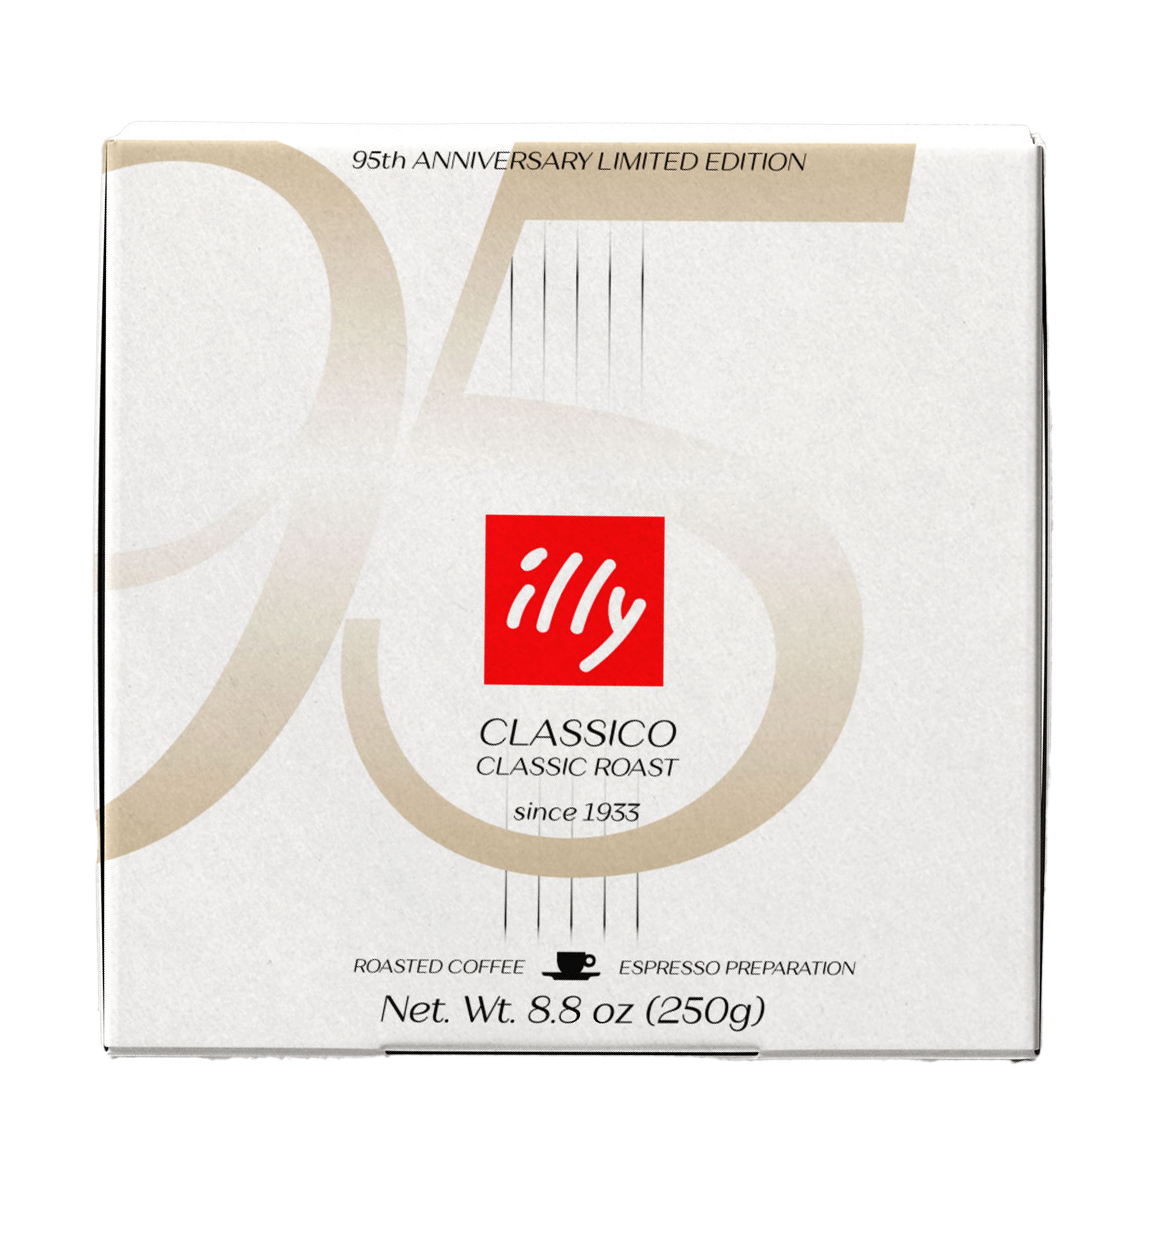 95th ANNIVERSARY LIMITED EDITION
95
illy
CLASSICO
CLASSIC ROAST
since 1933
ROASTED COFFEE ESPRESSO PREPARATION
Net. Wt. 8.8 oz (250g)